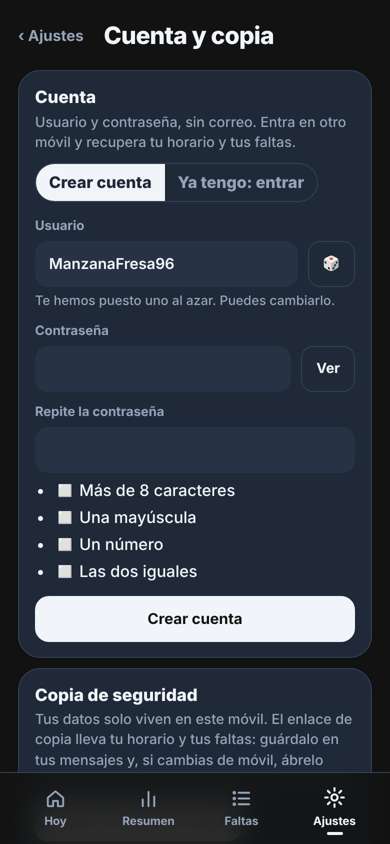 ‹ Ajustes Cuenta y copia
Cuenta
Usuario y contraseña, sin correo. Entra en otro
móvil y recupera tu horario y tus faltas.
Crear cuenta Ya tengo: entrar
Usuario
ManzanaFresa96
Te hemos puesto uno al azar. Puedes cambiarlo.
Contraseña
Ver
Repite la contraseña
• ⬜ Más de 8 caracteres
• ⬜ Una mayúscula
• ⬜ Un número
• ⬜ Las dos iguales
Crear cuenta
Copia de seguridad
Tus datos solo viven en este móvil. El enlace de
copia lleva tu horario y tus faltas: guárdalo en
tus mensajes y, si cambias de móvil, ábrelo
Hoy Resumen Faltas Ajustes